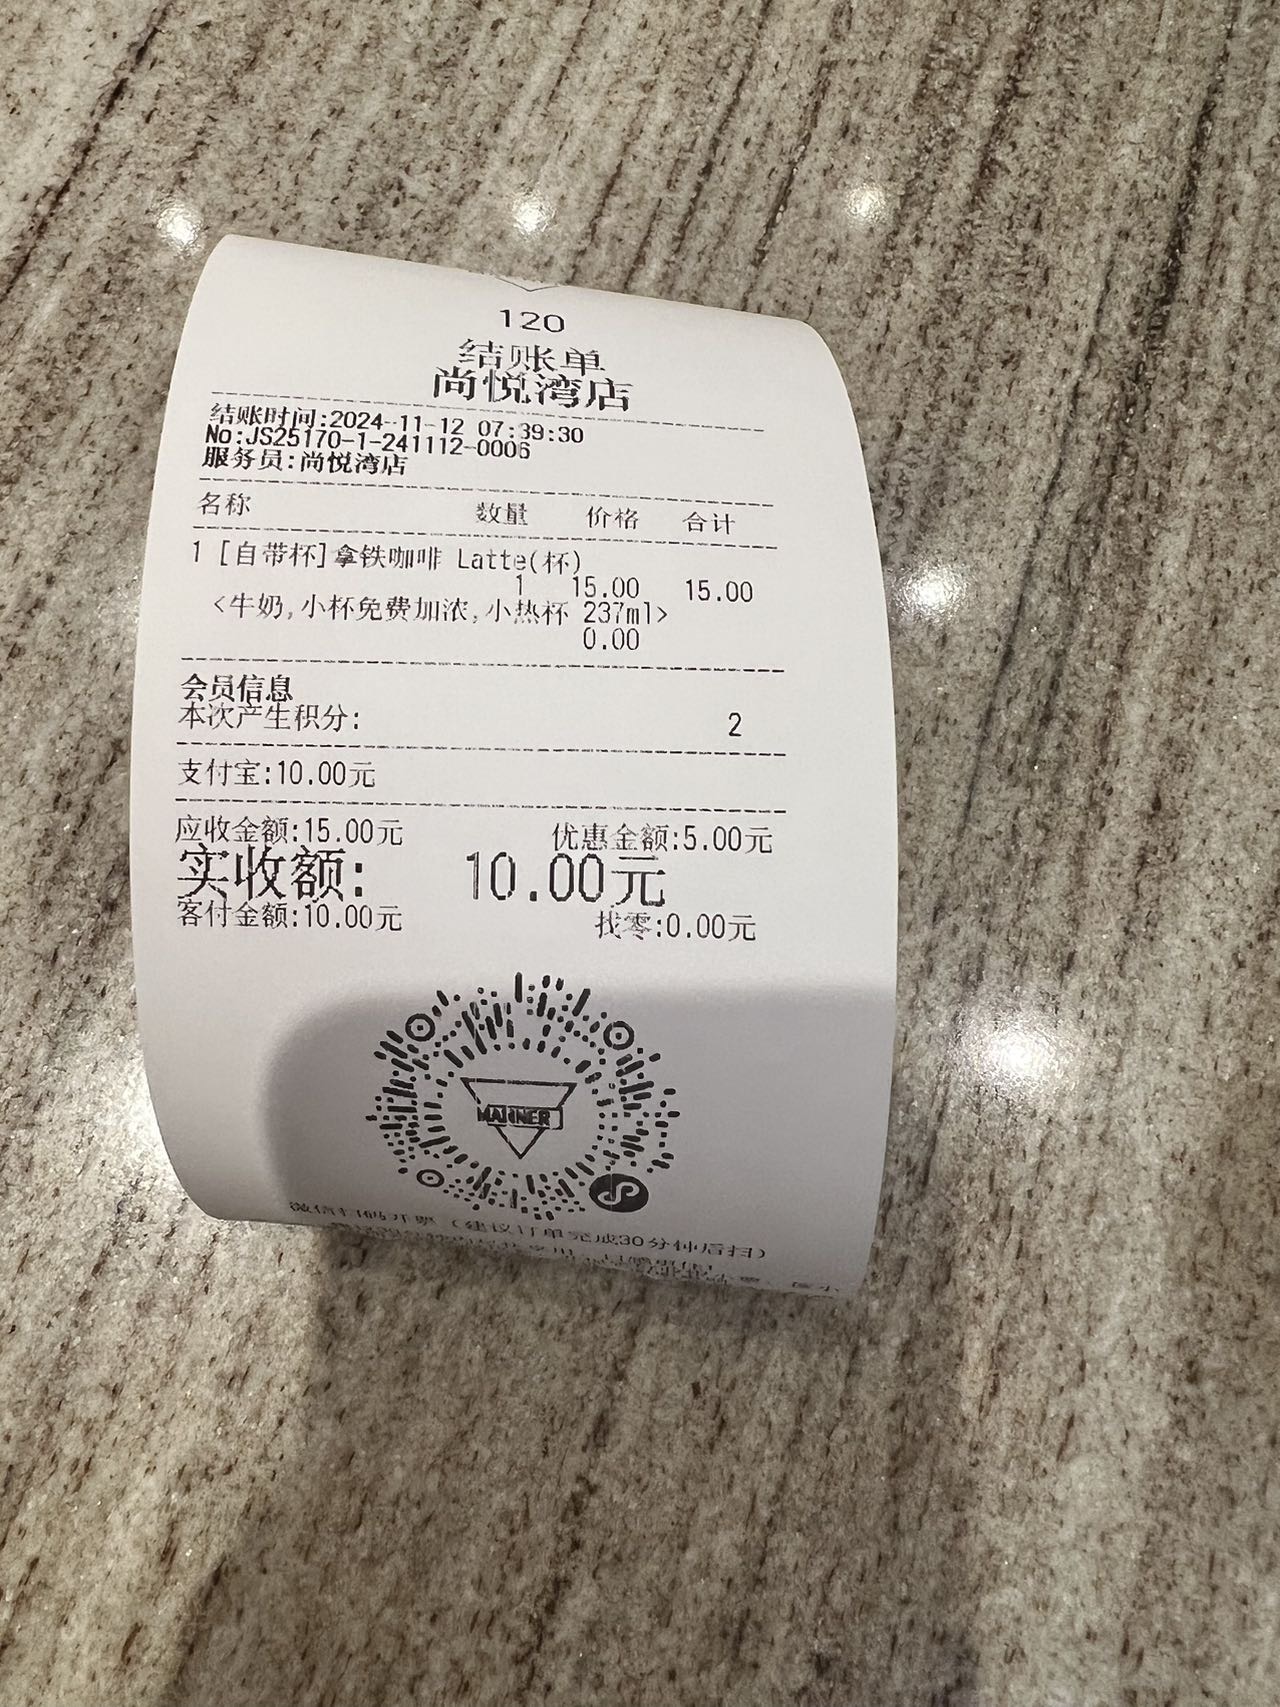 120
结账单
尚悦湾店
结账时间:2024-11-12 07:39:30
No:JS25170-1-241112-0006
服务员:尚悦湾店
名称 数量 价格 合计
1 [自带杯]拿铁咖啡 Latte(杯)
1 15.00 15.00
<牛奶,小杯免费加浓,小热杯 237ml>
0.00
会员信息
本次产生积分: 2
支付宝:10.00元
应收金额:15.00元 优惠金额:5.00元
实收额: 10.00元
客付金额:10.00元 找零:0.00元
MANNER
微信扫码开票（建议订单完成30分钟后扫）